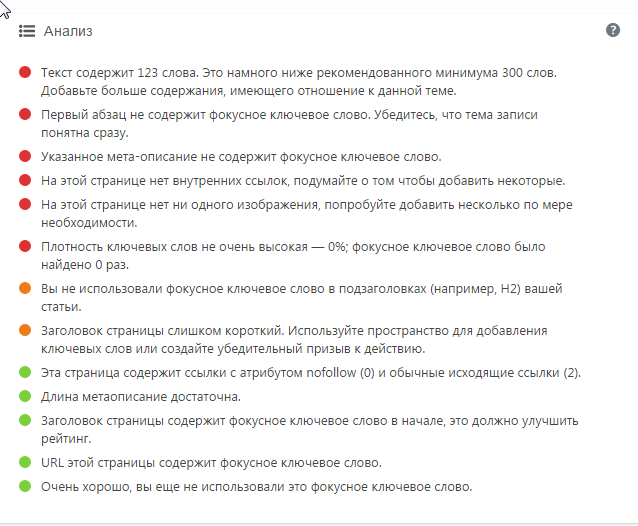 Анализ
?
Текст содержит 123 слова. Это намного ниже рекомендованного минимума 300 слов.
Добавьте больше содержания, имеющего отношение к данной теме.
Первый абзац не содержит фокусное ключевое слово. Убедитесь, что тема записи
понятна сразу.
Указанное мета-описание не содержит фокусное ключевое слово.
На этой странице нет внутренних ссылок, подумайте о том чтобы добавить некоторые.
На этой странице нет ни одного изображения, попробуйте добавить несколько по мере
необходимости.
Плотность ключевых слов не очень высокая — 0%; фокусное ключевое слово было
найдено 0 раз.
Вы не использовали фокусное ключевое слово в подзаголовках (например, H2) вашей
статьи.
Заголовок страницы слишком короткий. Используйте пространство для добавления
ключевых слов или создайте убедительный призыв к действию.
Эта страница содержит ссылки с атрибутом nofollow (0) и обычные исходящие ссылки (2).
Длина метаописание достаточна.
Заголовок страницы содержит фокусное ключевое слово в начале, это должно улучшить
рейтинг.
URL этой страницы содержит фокусное ключевое слово.
Очень хорошо, вы еще не использовали это фокусное ключевое слово.